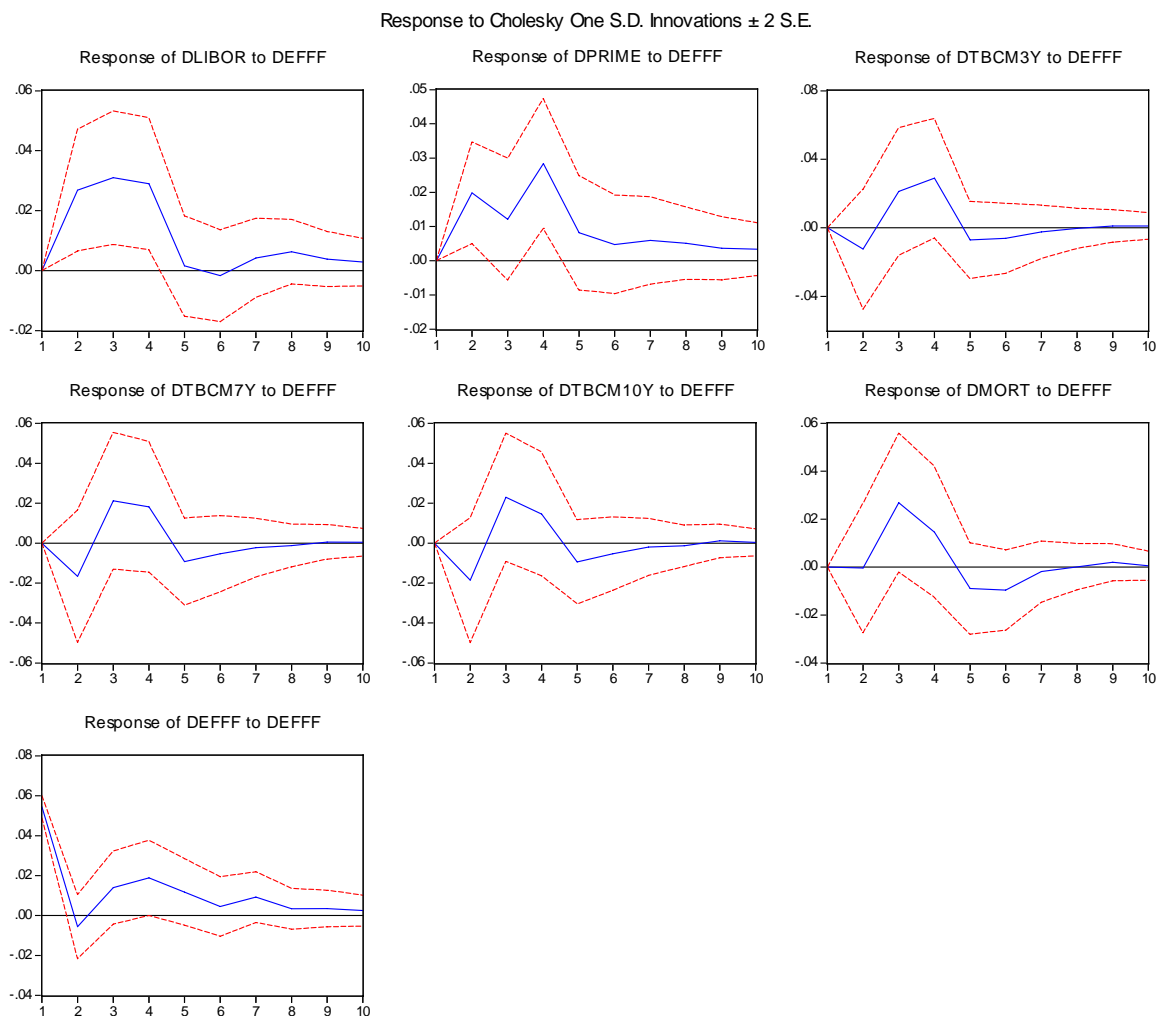 Response to Cholesky One S.D. Innovations ± 2 S.E.
Response of DLIBOR to DEFFF
.06
.04
.02
.00
-.02
1 2 3 4 5 6 7 8 9 10
Response of DPRIME to DEFFF
.05
.04
.03
.02
.01
.00
-.01
-.02
1 2 3 4 5 6 7 8 9 10
Response of DTBCM3Y to DEFFF
.08
.04
.00
-.04
1 2 3 4 5 6 7 8 9 10
Response of DTBCM7Y to DEFFF
.06
.04
.02
.00
-.02
-.04
-.06
1 2 3 4 5 6 7 8 9 10
Response of DTBCM10Y to DEFFF
.06
.04
.02
.00
-.02
-.04
-.06
1 2 3 4 5 6 7 8 9 10
Response of DMORT to DEFFF
.06
.04
.02
.00
-.02
-.04
1 2 3 4 5 6 7 8 9 10
Response of DEFFF to DEFFF
.08
.06
.04
.02
.00
-.02
-.04
1 2 3 4 5 6 7 8 9 10